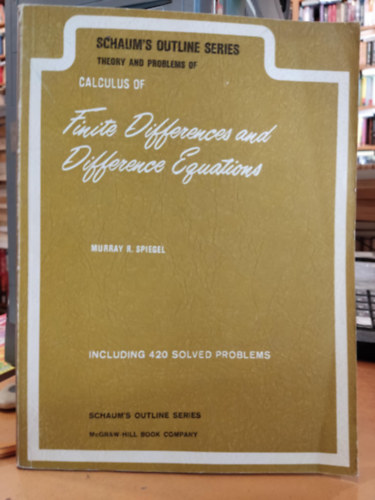 SCHAUM'S OUTLINE SERIES
THEORY AND PROBLEMS OF
CALCULUS OF
Finite Differences and
Difference Equations
MURRAY R. SPIEGEL
INCLUDING 420 SOLVED PROBLEMS
SCHAUM'S OUTLINE SERIES
McGRAW-HILL BOOK COMPANY